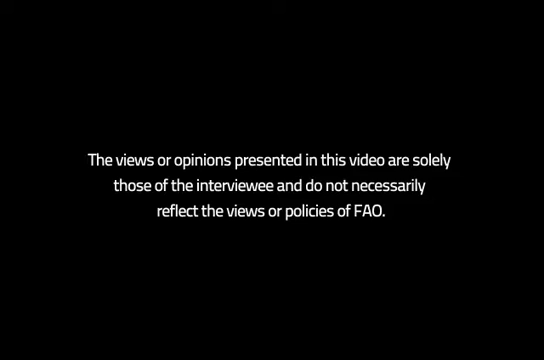 The views or opinions presented in this video are solely
those of the interviewee and do not necessarily
reflect the views or policies of FAO.